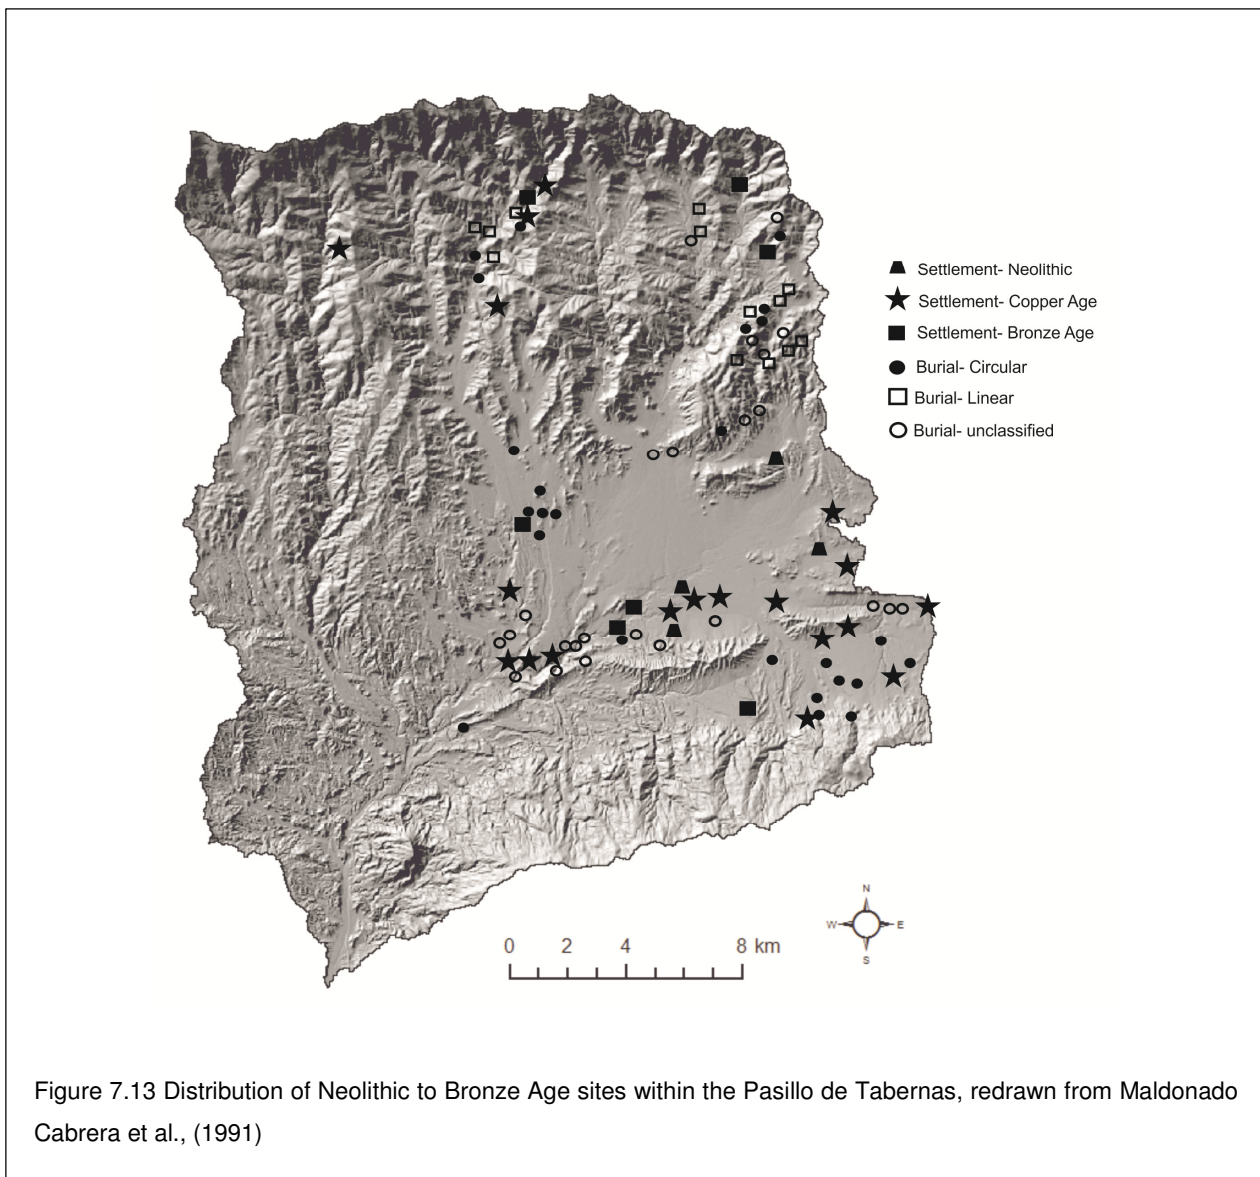 Settlement- Neolithic
Settlement- Copper Age
Settlement- Bronze Age
Burial- Circular
Burial- Linear
Burial- unclassified
N
W E
S
0 2 4 8 km
Figure 7.13 Distribution of Neolithic to Bronze Age sites within the Pasillo de Tabernas, redrawn from Maldonado
Cabrera et al., (1991)